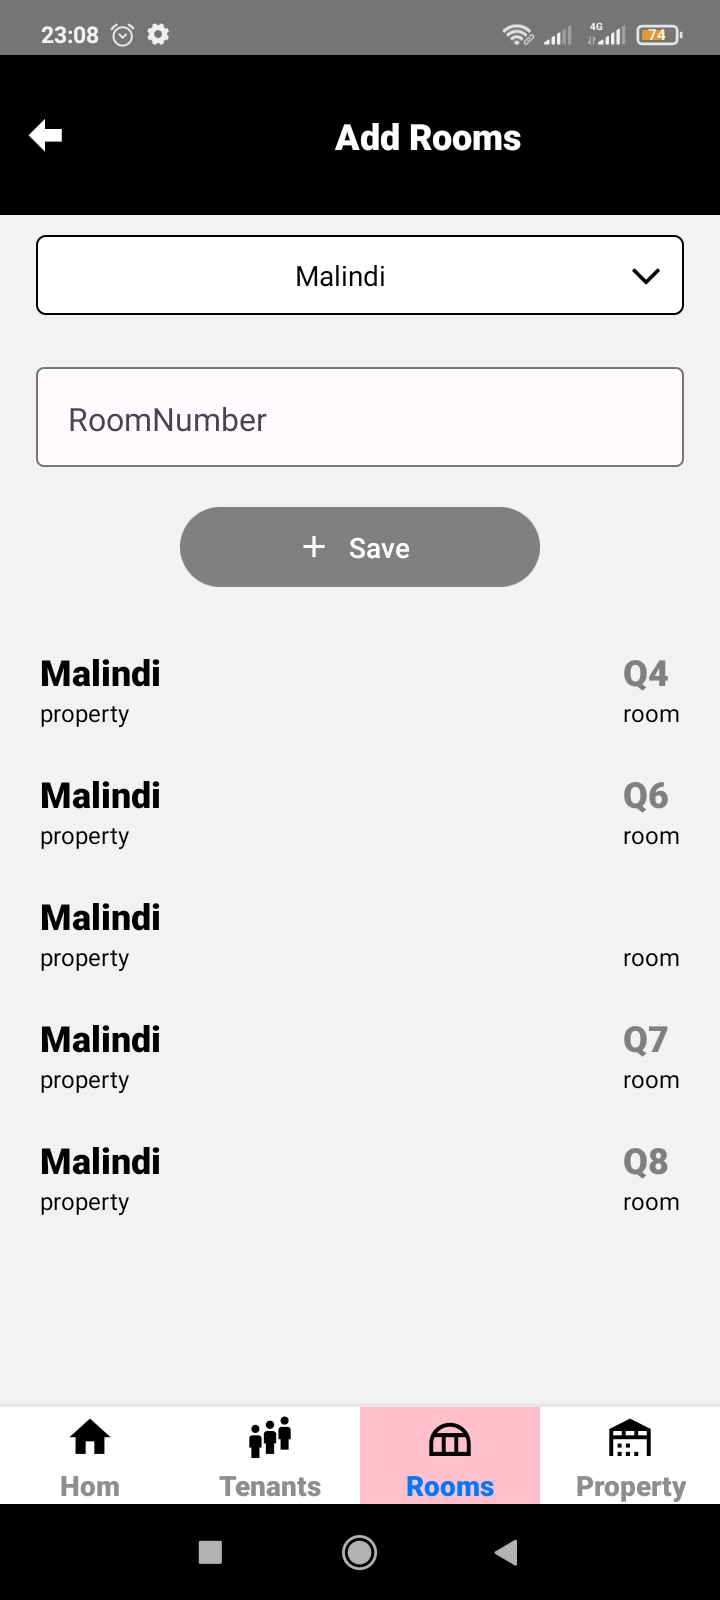 23:08 4G 74
Add Rooms
Malindi
RoomNumber
+ Save
Malindi Q4
property room
Malindi Q6
property room
Malindi
property room
Malindi Q7
property room
Malindi Q8
property room
Hom Tenants Rooms Property